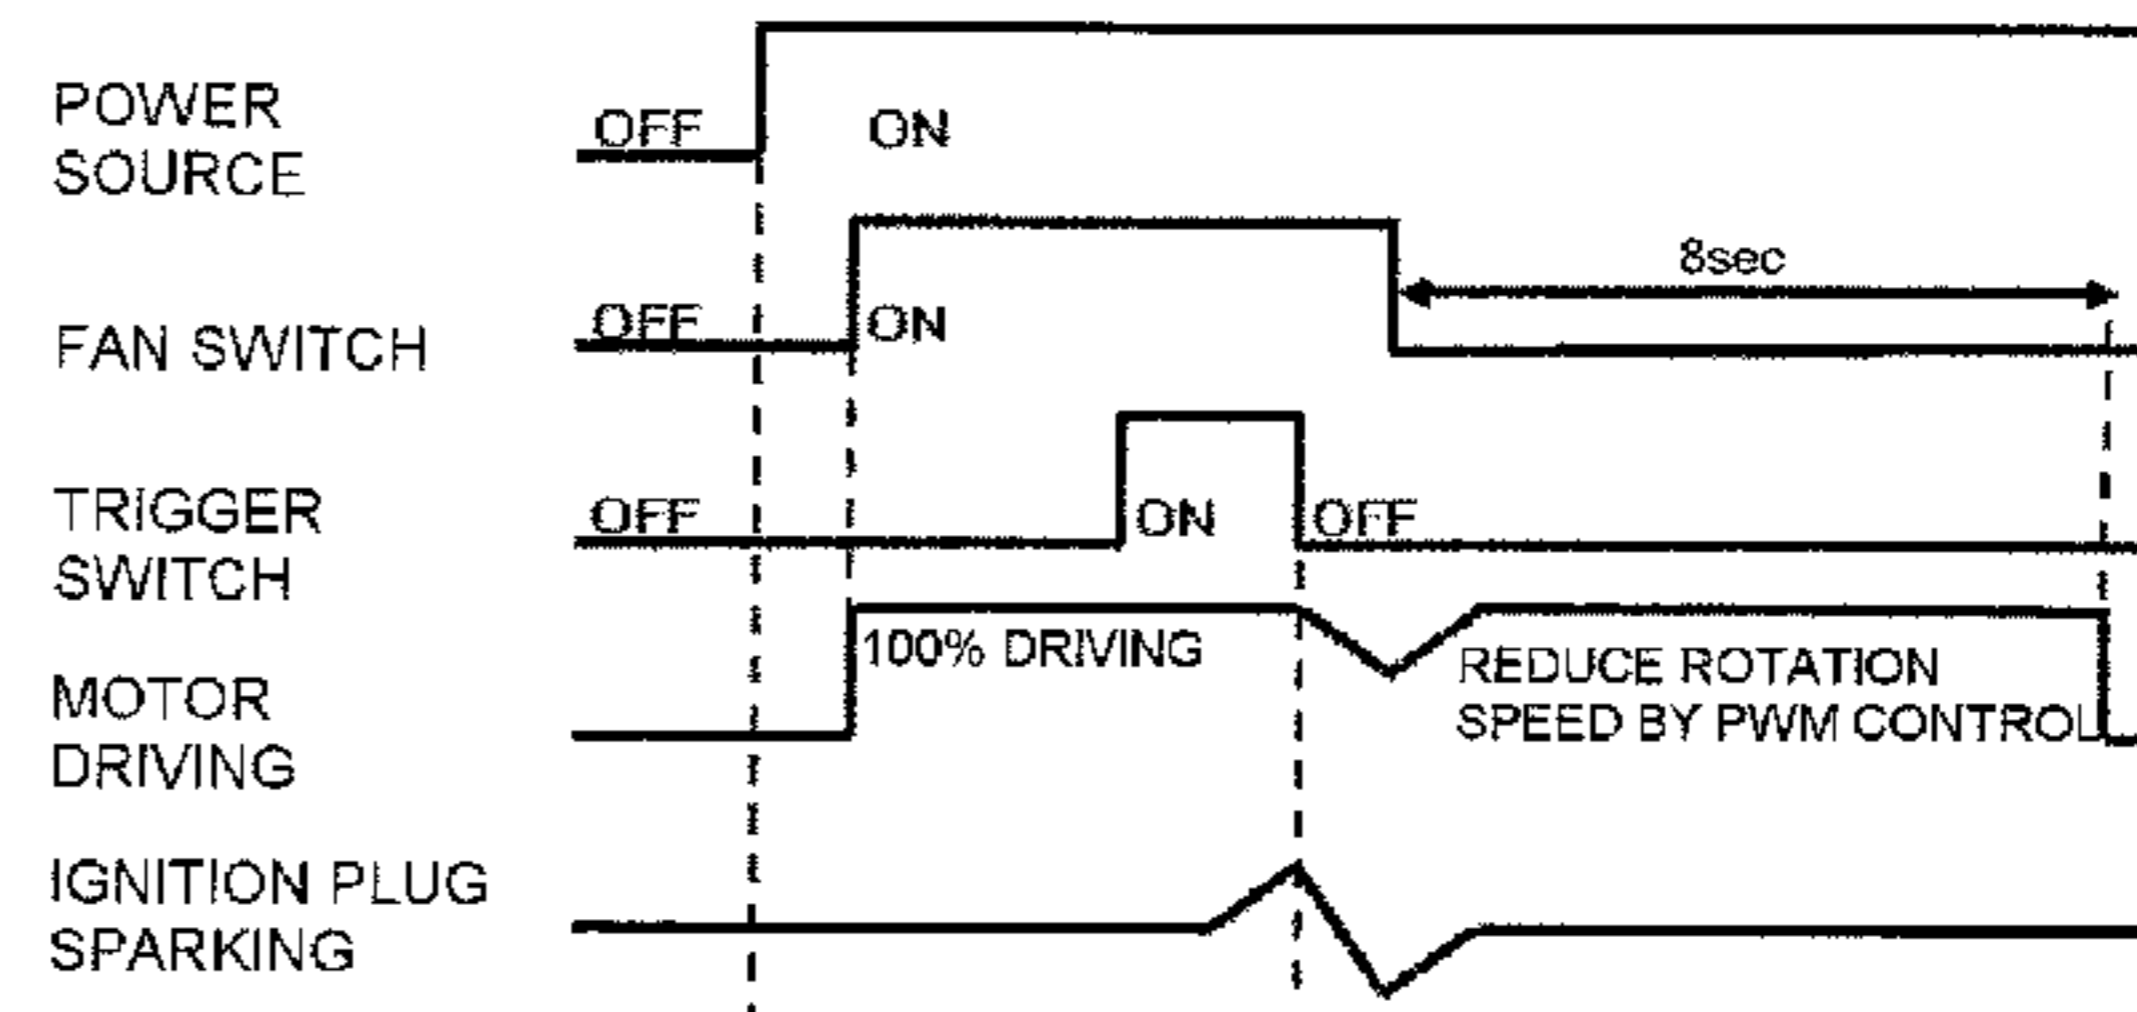 POWER
SOURCE
OFF
ON
8sec
FAN SWITCH
OFF
ON
TRIGGER
SWITCH
OFF
ON
OFF
MOTOR
DRIVING
100% DRIVING
REDUCE ROTATION
SPEED BY PWM CONTROL
IGNITION PLUG
SPARKING